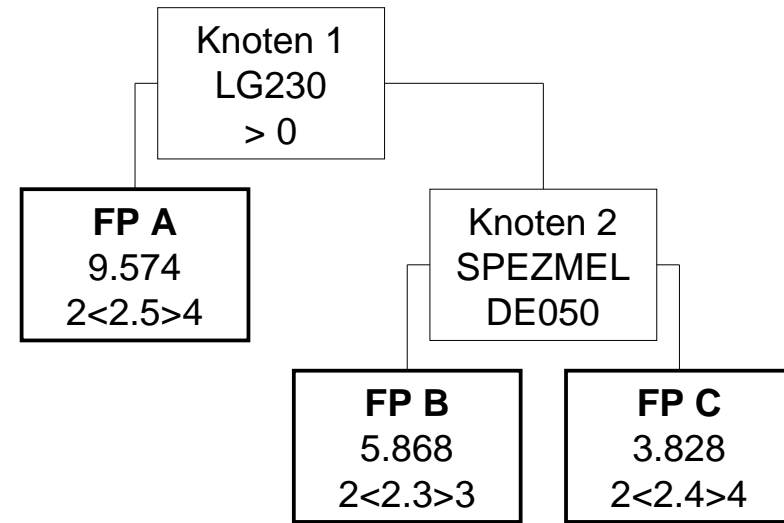 Knoten 1
LG230
> 0
FP A
9.574
2<2.5>4
Knoten 2
SPEZMEL
DE050
FP B
5.868
2<2.3>3
FP C
3.828
2<2.4>4